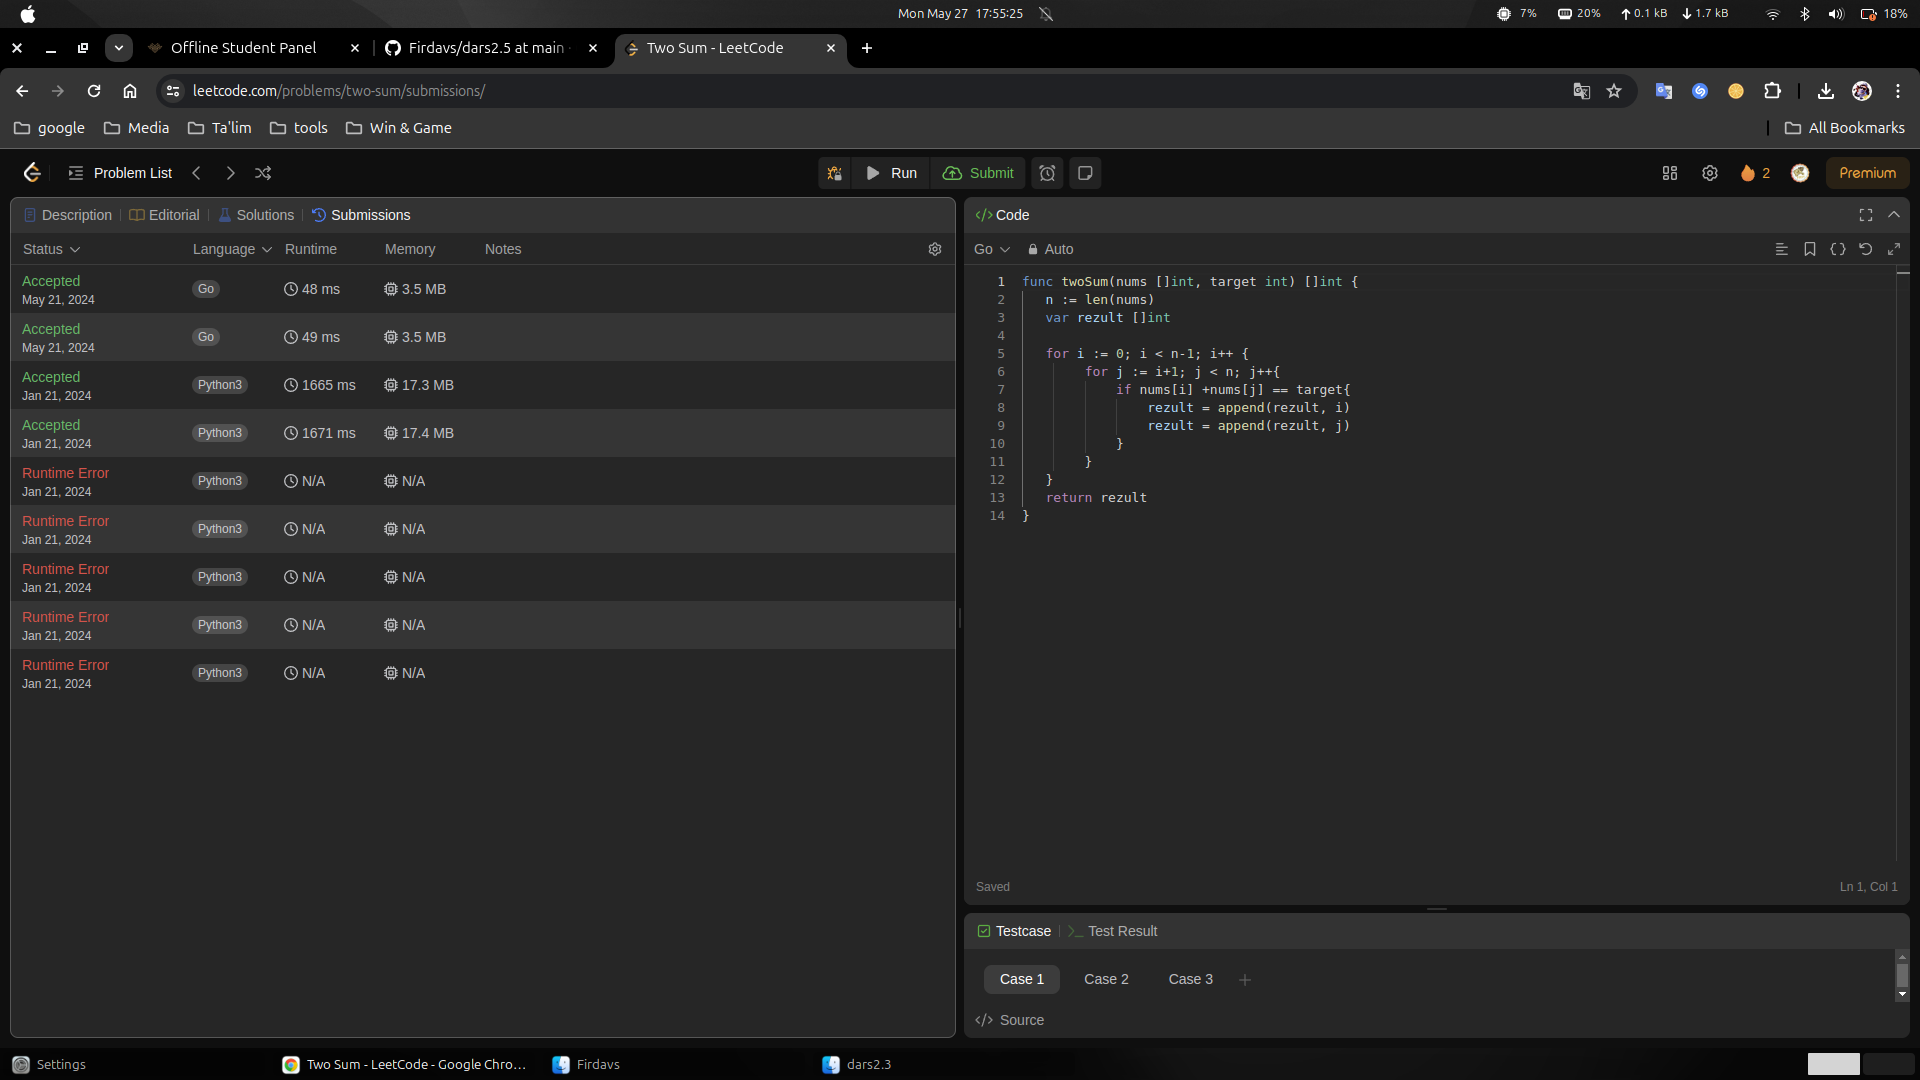 Mon May 27 17:55:25
7% 20% 0.1 kB 1.7 kB 18%
Offline Student Panel
Firdavs/dars2.5 at main
Two Sum - LeetCode
leetcode.com/problems/two-sum/submissions/
google Media Ta'lim tools Win & Game All Bookmarks
Problem List Run Submit 2 Premium
Description Editorial Solutions Submissions
Status Language Runtime Memory Notes
Accepted
May 21, 2024
Go 48 ms 3.5 MB
Accepted
May 21, 2024
Go 49 ms 3.5 MB
Accepted
Jan 21, 2024
Python3 1665 ms 17.3 MB
Accepted
Jan 21, 2024
Python3 1671 ms 17.4 MB
Runtime Error
Jan 21, 2024
Python3 N/A N/A
Runtime Error
Jan 21, 2024
Python3 N/A N/A
Runtime Error
Jan 21, 2024
Python3 N/A N/A
Runtime Error
Jan 21, 2024
Python3 N/A N/A
Runtime Error
Jan 21, 2024
Python3 N/A N/A
</> Code
Go Auto
1 func twoSum(nums []int, target int) []int {
2 n := len(nums)
3 var rezult []int
4
5 for i := 0; i < n-1; i++ {
6 for j := i+1; j < n; j++{
7 if nums[i] +nums[j] == target{
8 rezult = append(rezult, i)
9 rezult = append(rezult, j)
10 }
11 }
12 }
13 return rezult
14 }
Saved Ln 1, Col 1
Testcase Test Result
Case 1 Case 2 Case 3 +
</> Source
Settings Two Sum - LeetCode - Google Chro... Firdavs dars2.3